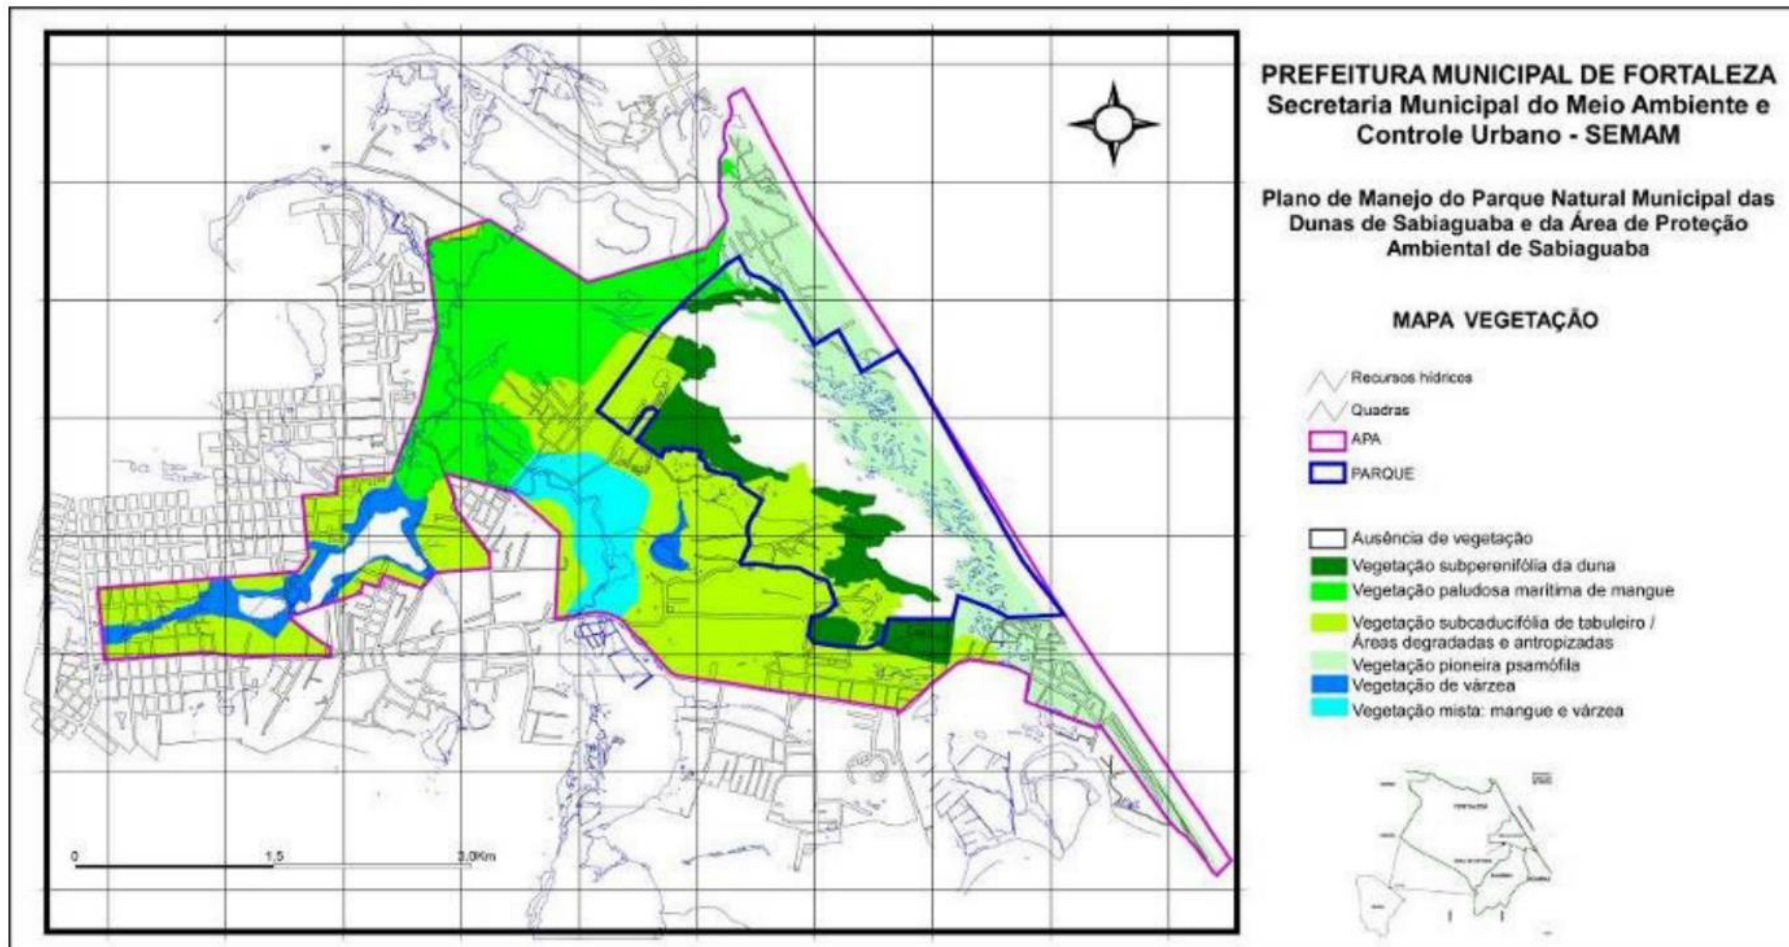 PREFEITURA MUNICIPAL DE FORTALEZA
Secretaria Municipal do Meio Ambiente e
Controle Urbano - SEMAM
Plano de Manejo do Parque Natural Municipal das
Dunas de Sabiaguaba e da Área de Proteção
Ambiental de Sabiaguaba
MAPA VEGETAÇÃO
Recursos hídricos
Quadras
APA
PARQUE
Ausência de vegetação
Vegetação subperenifólia da duna
Vegetação paludosa marítima de mangue
Vegetação subcaducifólia de tabuleiro /
Áreas degradadas e antropizadas
Vegetação pioneira psamófila
Vegetação de várzea
Vegetação mista: mangue e várzea
0 1,5 3,0Km
FORTALEZA